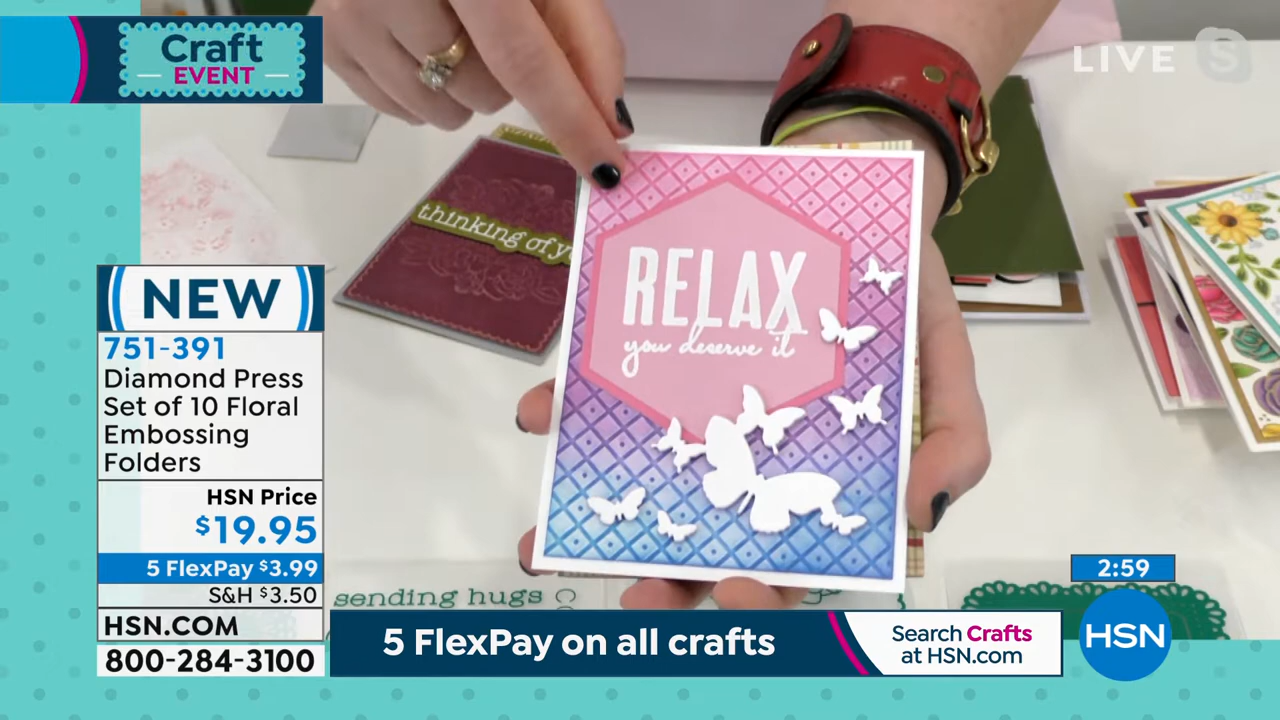 Craft
EVENT
LIVE
S
thinking of y
RELAX
you deserve it
NEW
751-391
Diamond Press
Set of 10 Floral
Embossing
Folders
HSN Price
$19.95
5 FlexPay $3.99
S&H $3.50
HSN.COM
800-284-3100
sending hugs
2:59
5 FlexPay on all crafts
Search Crafts
at HSN.com
HSN